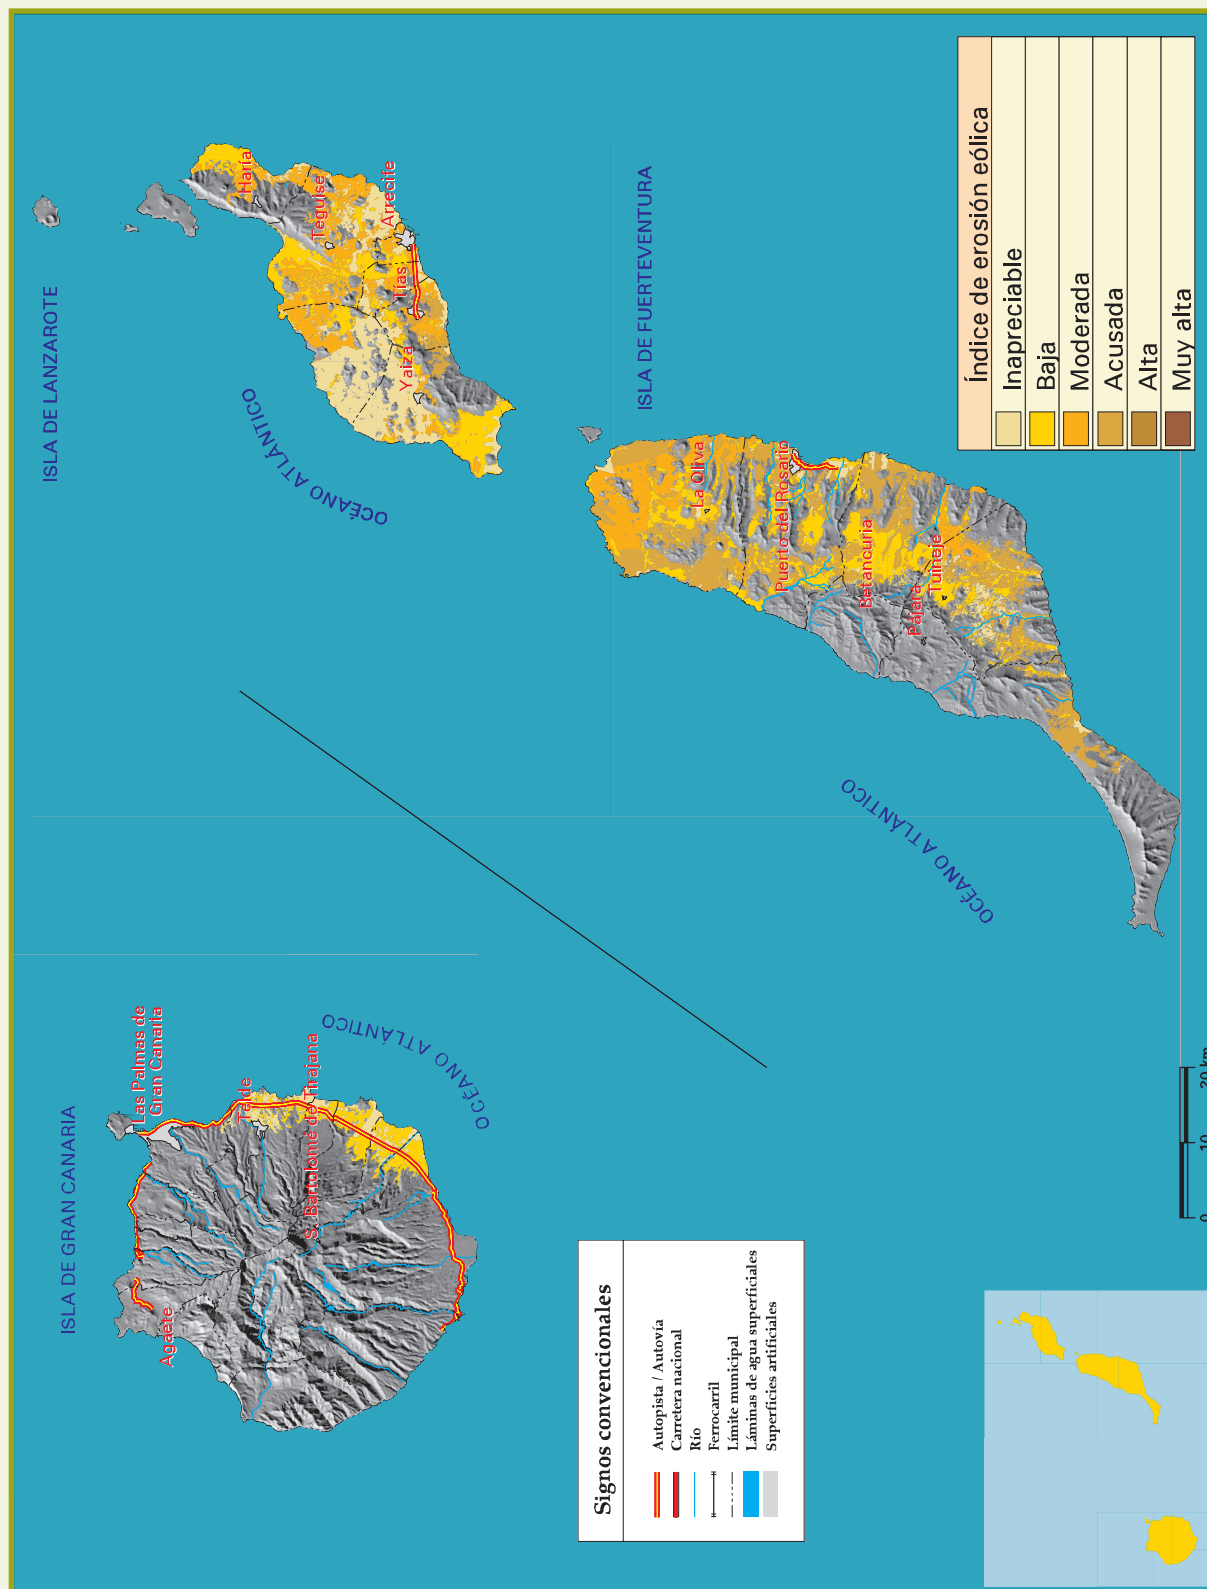 ISLA DE LANZAROTE
Haría
Teguise
Arrecife
Tías
Yaiza
OCÉANO ATLÁNTICO
ISLA DE FUERTEVENTURA
La Oliva
Puerto del Rosario
Betancuria
Tuineje
Pájara
OCÉANO ATLÁNTICO
Índice de erosión eólica
Inapreciable
Baja
Moderada
Acusada
Alta
Muy alta
ISLA DE GRAN CANARIA
Las Palmas de
Gran Canaria
Telde
S. Bartolomé de Tirajana
Agaete
OCÉANO ATLÁNTICO
Signos convencionales
Autopista / Autovía
Carretera nacional
Río
Ferrocarril
Límite municipal
Láminas de agua superficiales
Superficies artificiales
0 10 20 km